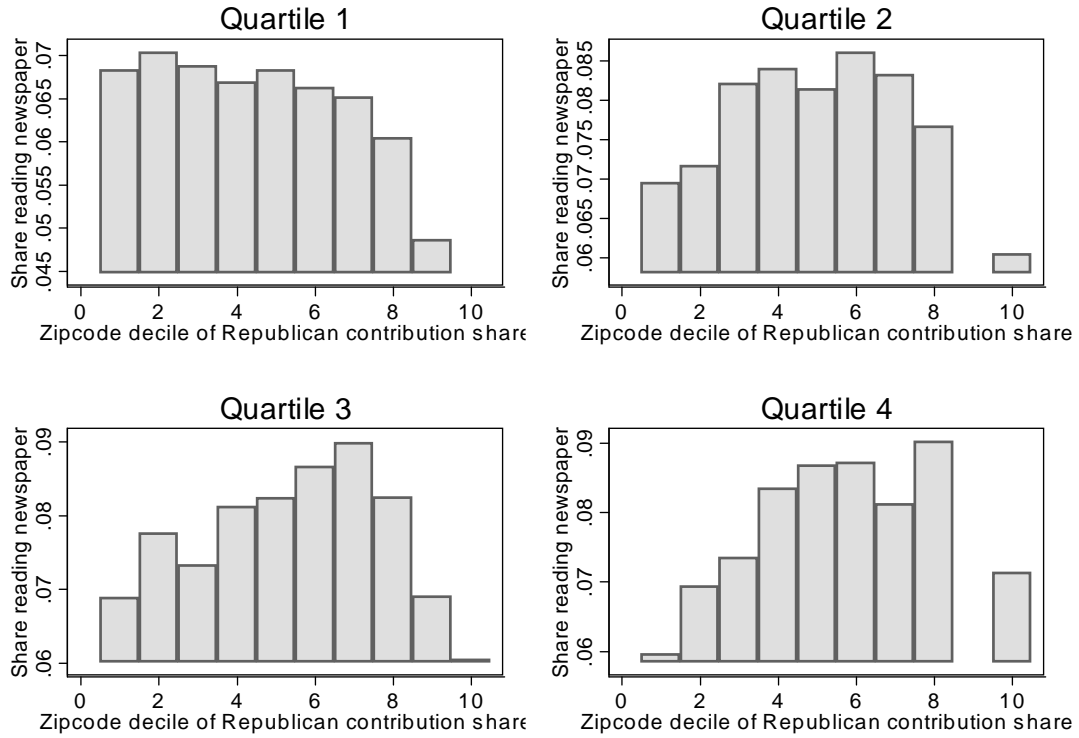 Quartile 1
Share reading newspaper
.045 .05 .055 .06 .065 .07
0 2 4 6 8 10
Zipcode decile of Republican contribution share
Quartile 2
Share reading newspaper
.06 .065 .07 .075 .08 .085
0 2 4 6 8 10
Zipcode decile of Republican contribution share
Quartile 3
Share reading newspaper
.06 .07 .08 .09
0 2 4 6 8 10
Zipcode decile of Republican contribution share
Quartile 4
Share reading newspaper
.06 .07 .08 .09
0 2 4 6 8 10
Zipcode decile of Republican contribution share